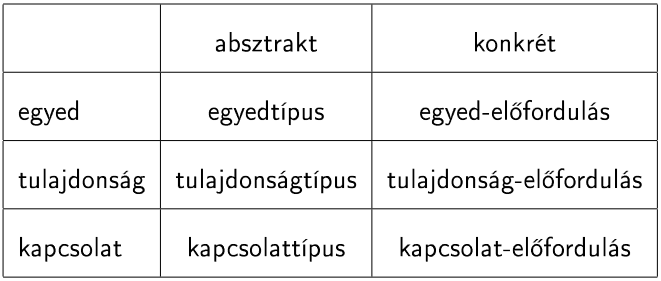 absztrakt konkrét
egyed egyedtípus egyed-előfordulás
tulajdonság tulajdonságtípus tulajdonság-előfordulás
kapcsolat kapcsolattípus kapcsolat-előfordulás